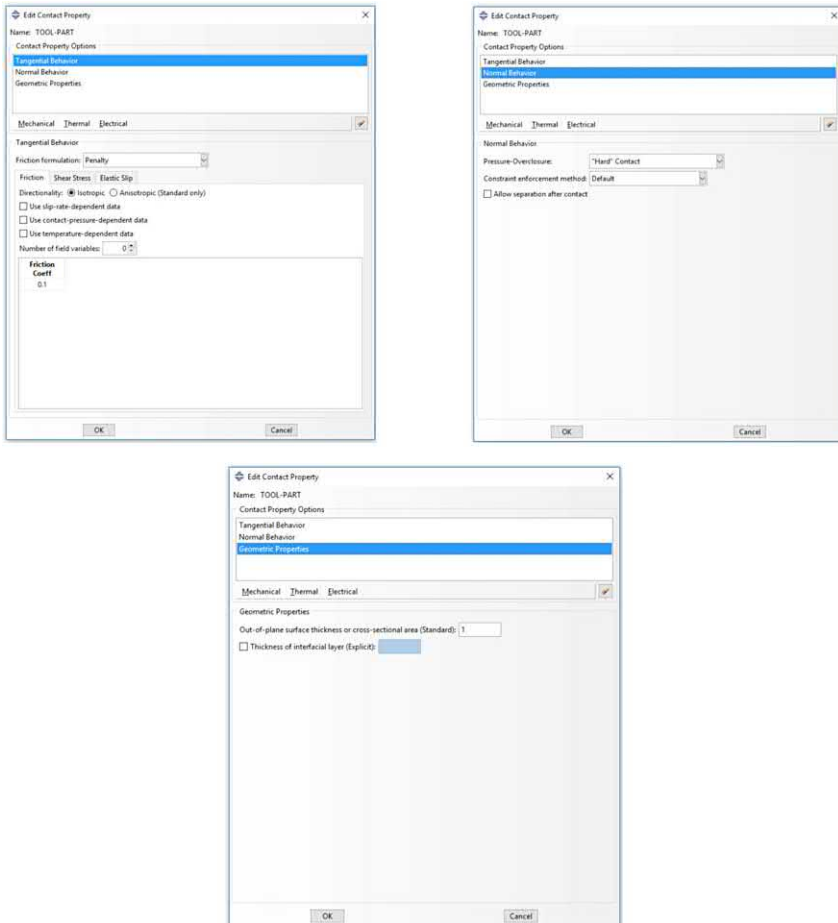 Edit Contact Property
Name: TOOL-PART
Contact Property Options
Tangential Behavior
Normal Behavior
Geometric Properties
Mechanical Thermal Electrical
Tangential Behavior
Friction formulation: Penalty
Friction Shear Stress Elastic Slip
Directionality: Isotropic Anisotropic (Standard only)
Use slip-rate-dependent data
Use contact-pressure-dependent data
Use temperature-dependent data
Number of field variables: 0
Friction
Coeff
0.1
OK Cancel
Edit Contact Property
Name: TOOL-PART
Contact Property Options
Tangential Behavior
Normal Behavior
Geometric Properties
Mechanical Thermal Electrical
Normal Behavior
Pressure-Overclosure: "Hard" Contact
Constraint enforcement method: Default
Allow separation after contact
OK Cancel
Edit Contact Property
Name: TOOL-PART
Contact Property Options
Tangential Behavior
Normal Behavior
Geometric Properties
Mechanical Thermal Electrical
Geometric Properties
Out-of-plane surface thickness or cross-sectional area (Standard): 1
Thickness of interfacial layer (Explicit):
OK Cancel